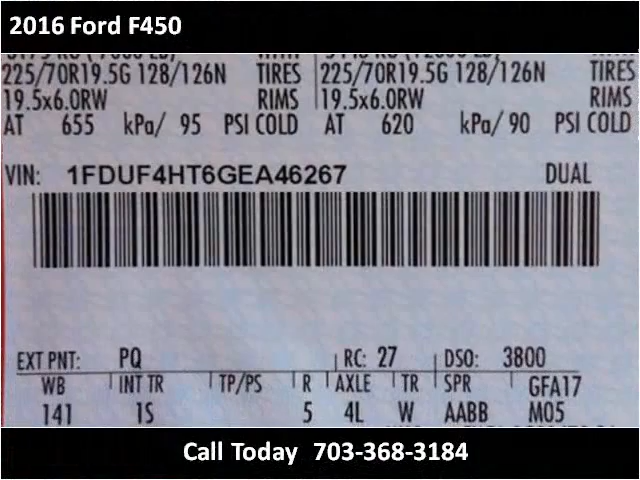 2016 Ford F450
225/70R19.5G 128/126N TIRES 225/70R19.5G 128/126N TIRES
19.5x6.0RW RIMS 19.5x6.0RW RIMS
AT 655 kPa/ 95 PSI COLD AT 620 kPa/ 90 PSI COLD
VIN: 1FDUF4HT6GEA46267 DUAL
EXT PNT: PQ RC: 27 DSO: 3800
WB INT TR TP/PS R AXLE TR SPR GFA17
141 1S 5 4L W AABB M05
Call Today 703-368-3184